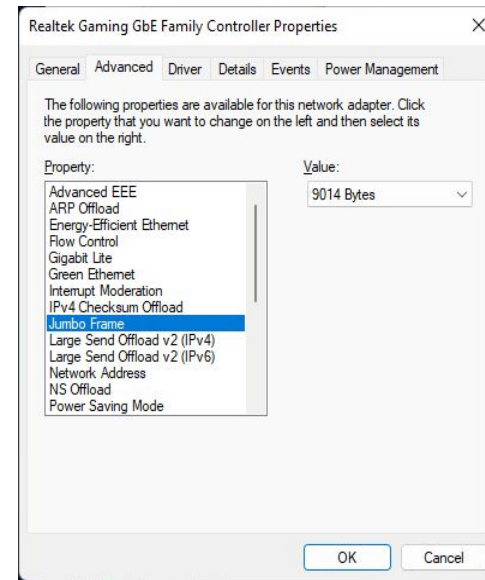 Realtek Gaming GbE Family Controller Properties
General Advanced Driver Details Events Power Management
The following properties are available for this network adapter. Click
the property that you want to change on the left and then select its
value on the right.
Property:
Value:
Advanced EEE
ARP Offload
Energy-Efficient Ethernet
Flow Control
Gigabit Lite
Green Ethernet
Interrupt Moderation
IPv4 Checksum Offload
Jumbo Frame
Large Send Offload v2 (IPv4)
Large Send Offload v2 (IPv6)
Network Address
NS Offload
Power Saving Mode
9014 Bytes
OK Cancel